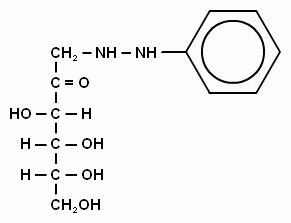 CH2 – NH – NH –
C = O
HO – C – H
H – C – OH
H – C – OH
CH2OH